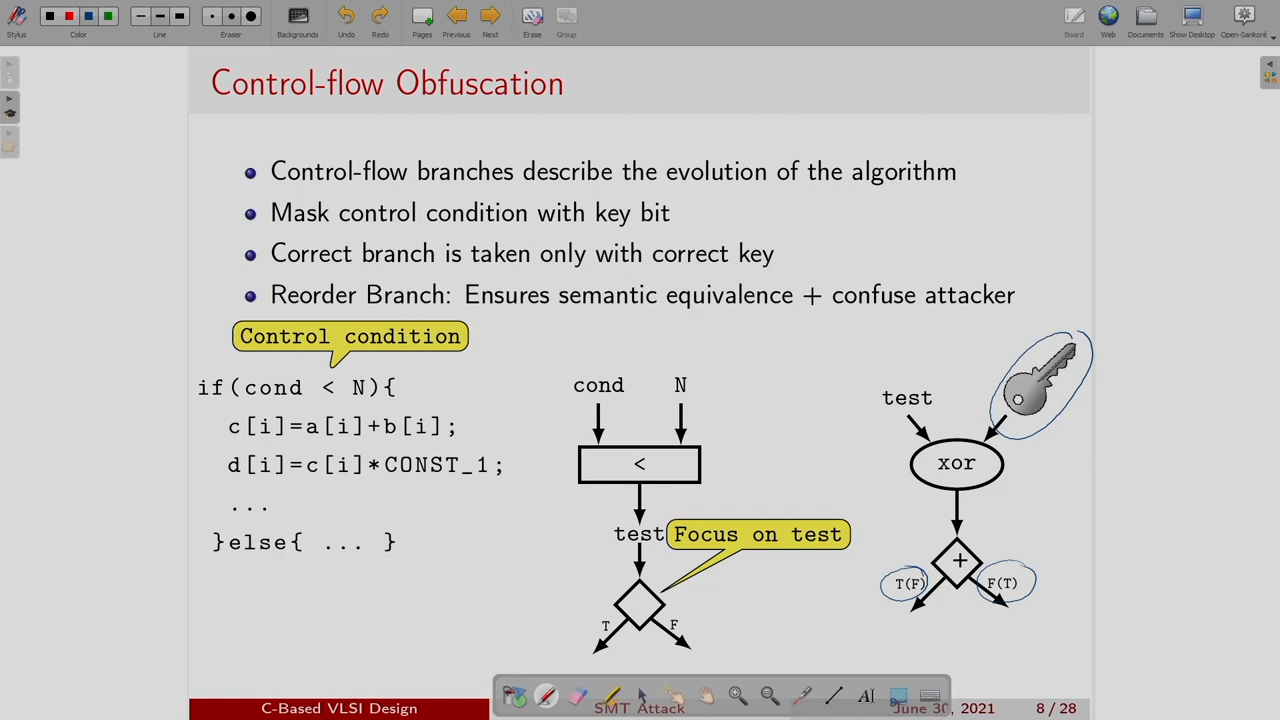 Stylus
Color
Line
Eraser
Backgrounds
Undo
Redo
Pages
Previous
Next
Erase
Group
Board
Web
Documents
Show Desktop
Open-Sankoré
Control-flow Obfuscation
Control-flow branches describe the evolution of the algorithm
Mask control condition with key bit
Correct branch is taken only with correct key
Reorder Branch: Ensures semantic equivalence + confuse attacker
Control condition
if(cond < N){
c[i]=a[i]+b[i];
d[i]=c[i]*CONST_1;
...
}else{ ... }
cond N
<
test
Focus on test
T F
test
xor
+
T(F) F(T)
C-Based VLSI Design
SMT Attack
June 30, 2021
8 / 28
AI